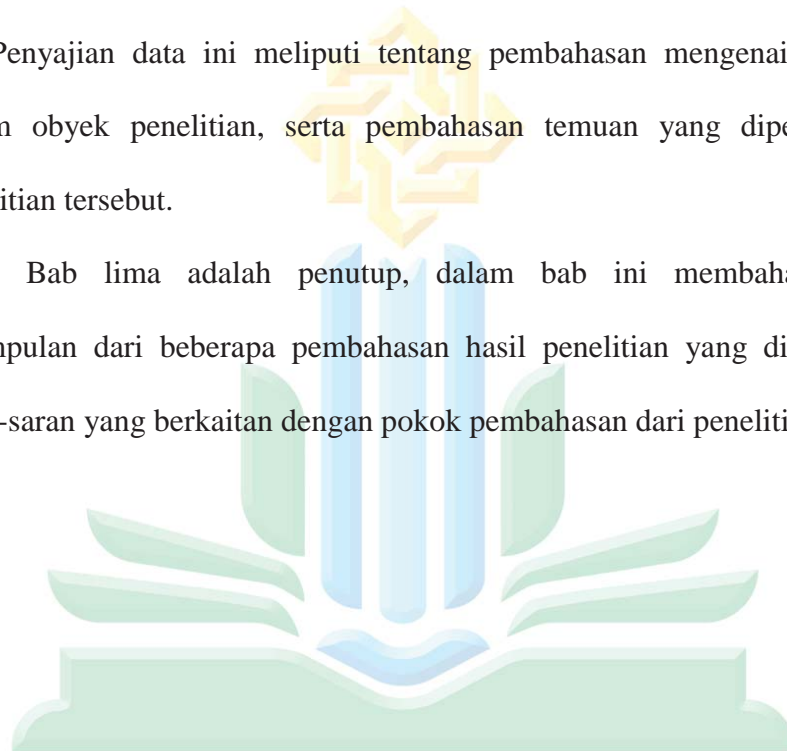 Penyajian data ini meliputi tentang pembahasan mengenai
m obyek penelitian, serta pembahasan temuan yang dipe
itian tersebut.
Bab lima adalah penutup, dalam bab ini membaha
npulan dari beberapa pembahasan hasil penelitian yang di
-saran yang berkaitan dengan pokok pembahasan dari peneliti